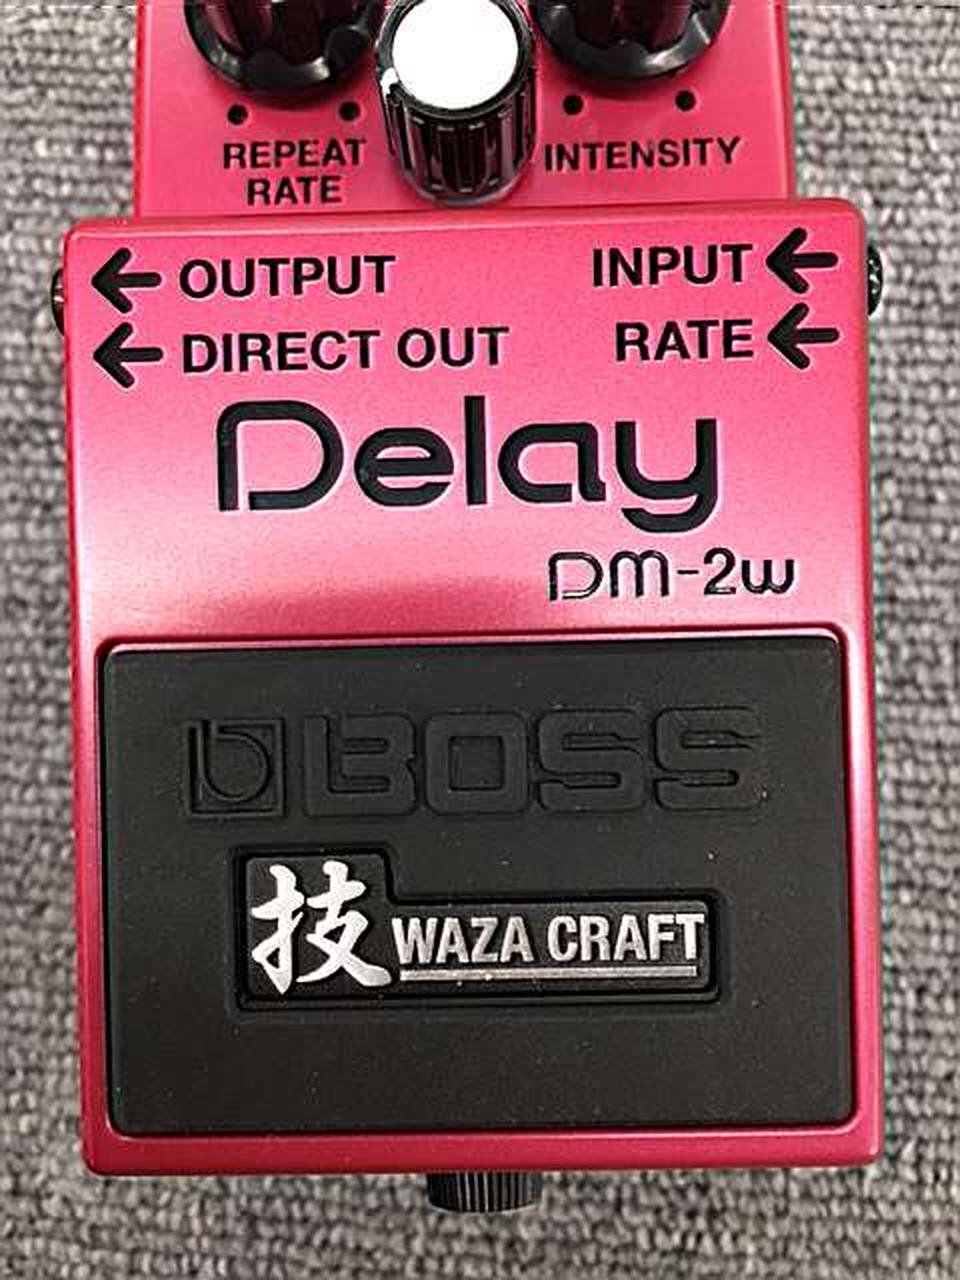 REPEAT
RATE
INTENSITY
OUTPUT
INPUT
DIRECT OUT
RATE
Delay
DM-2w
BOSS
技 WAZA CRAFT